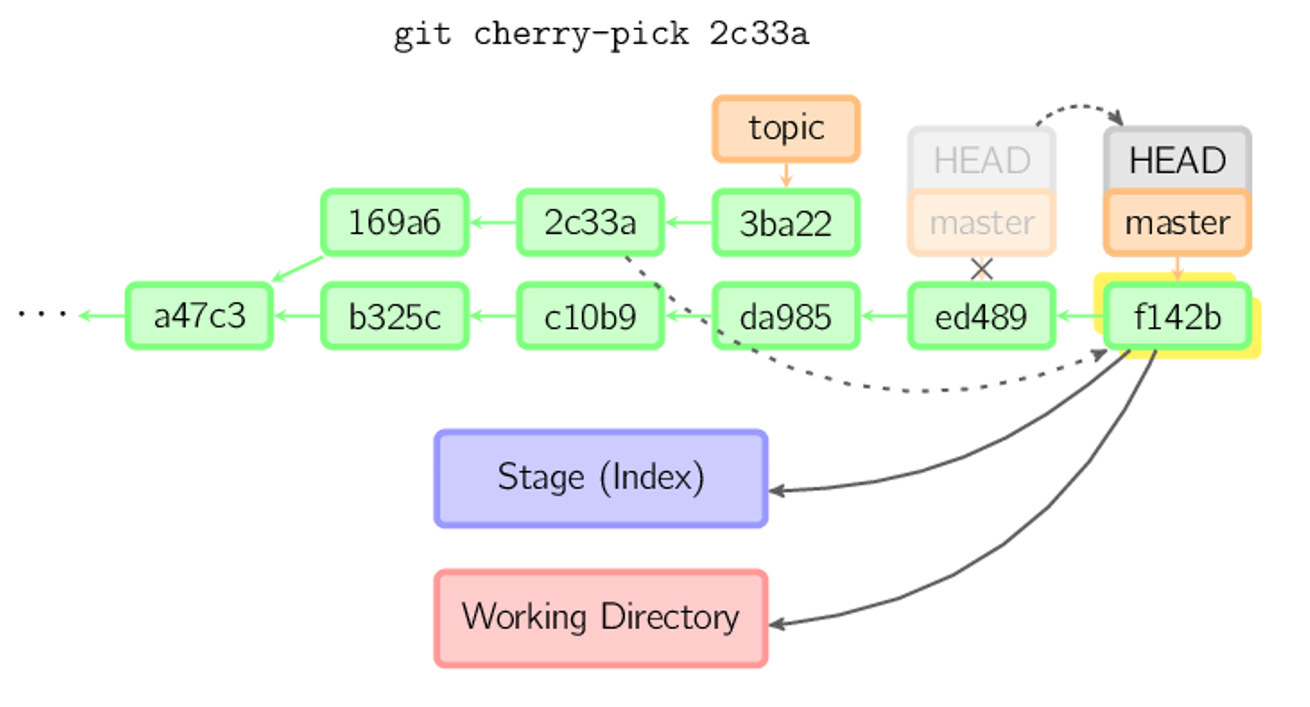 git cherry-pick 2c33a
topic
HEAD
HEAD
169a6
2c33a
3ba22
master
master
...
a47c3
b325c
c10b9
da985
ed489
f142b
Stage (Index)
Working Directory